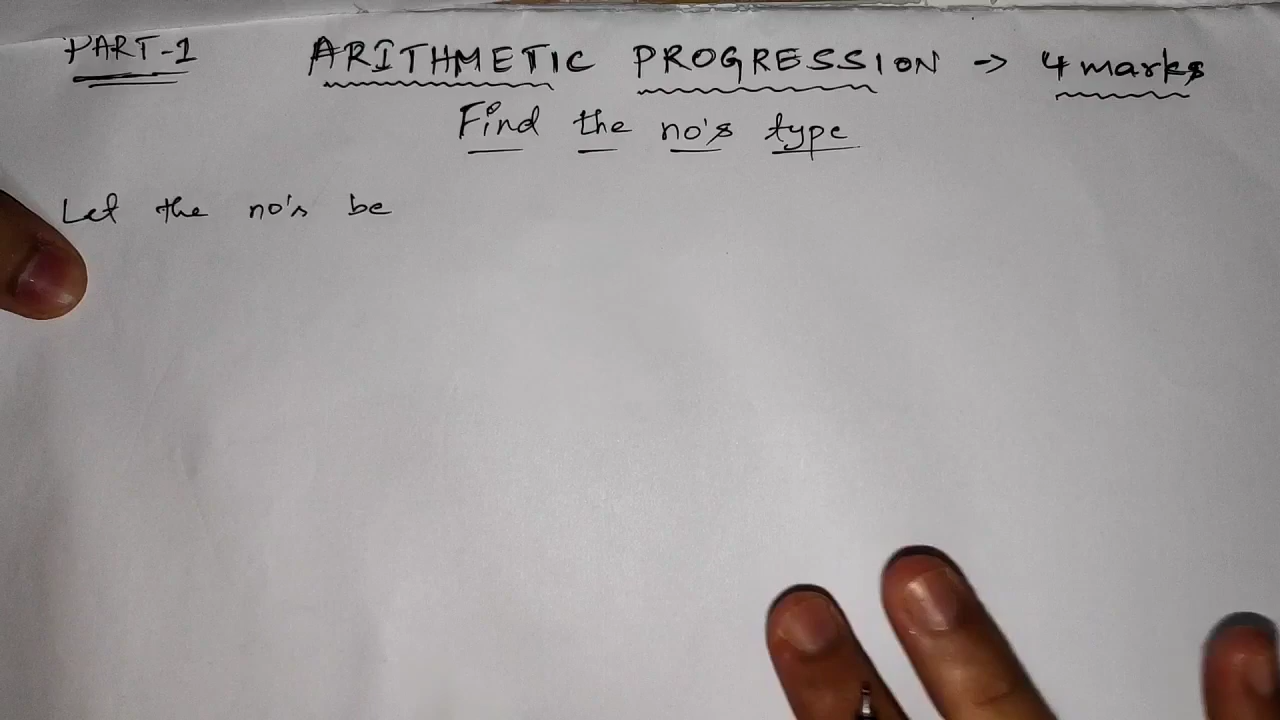 PART-1 ARITHMETIC PROGRESSION → 4 marks
Find the no's type
Let the no's be